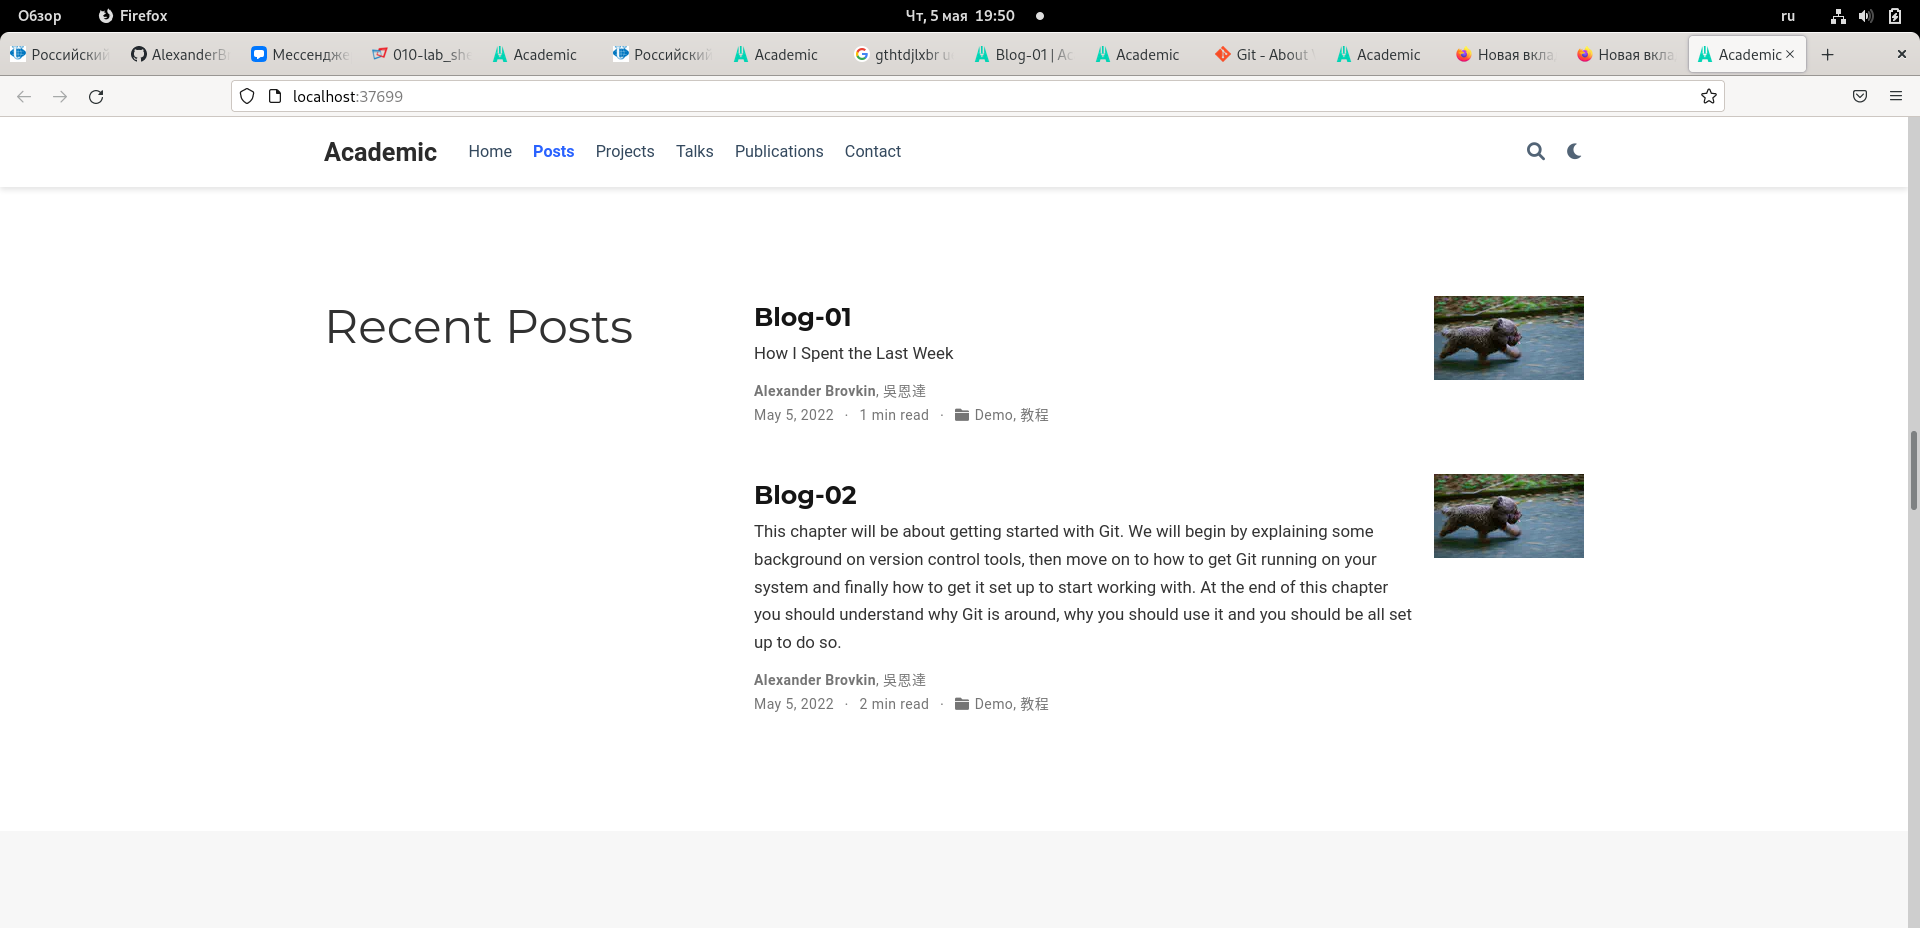 Обзор Firefox Чт, 5 мая 19:50 ru
Российский AlexanderB Мессендже 010-lab_she Academic Российский Academic gthtdjlxbr u Blog-01 | Ac Academic Git - About Academic Новая вкла Новая вкла Academic
localhost:37699
Academic Home Posts Projects Talks Publications Contact
Recent Posts
Blog-01
How I Spent the Last Week
Alexander Brovkin, 吳恩達
May 5, 2022 · 1 min read · Demo, 教程
Blog-02
This chapter will be about getting started with Git. We will begin by explaining some
background on version control tools, then move on to how to get Git running on your
system and finally how to get it set up to start working with. At the end of this chapter
you should understand why Git is around, why you should use it and you should be all set
up to do so.
Alexander Brovkin, 吳恩達
May 5, 2022 · 2 min read · Demo, 教程